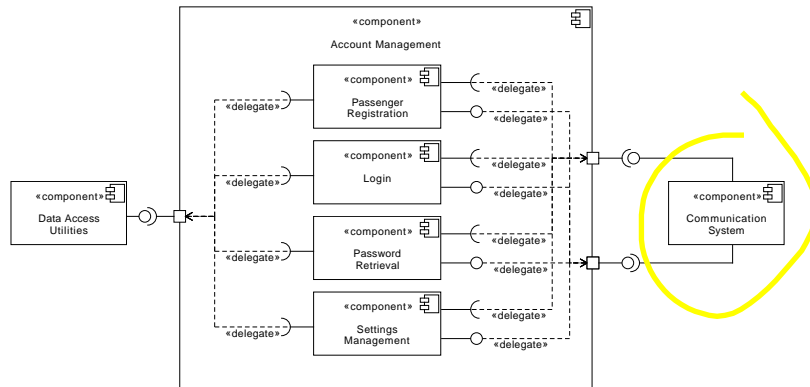 «component»
Account Management
«component»
Passenger
Registration
«delegate»
«delegate»
«delegate»
«component»
Login
«delegate»
«delegate»
«delegate»
«component»
Data Access
Utilities
«component»
Communication
System
«component»
Password
Retrieval
«delegate»
«delegate»
«delegate»
«component»
Settings
Management
«delegate»
«delegate»
«delegate»